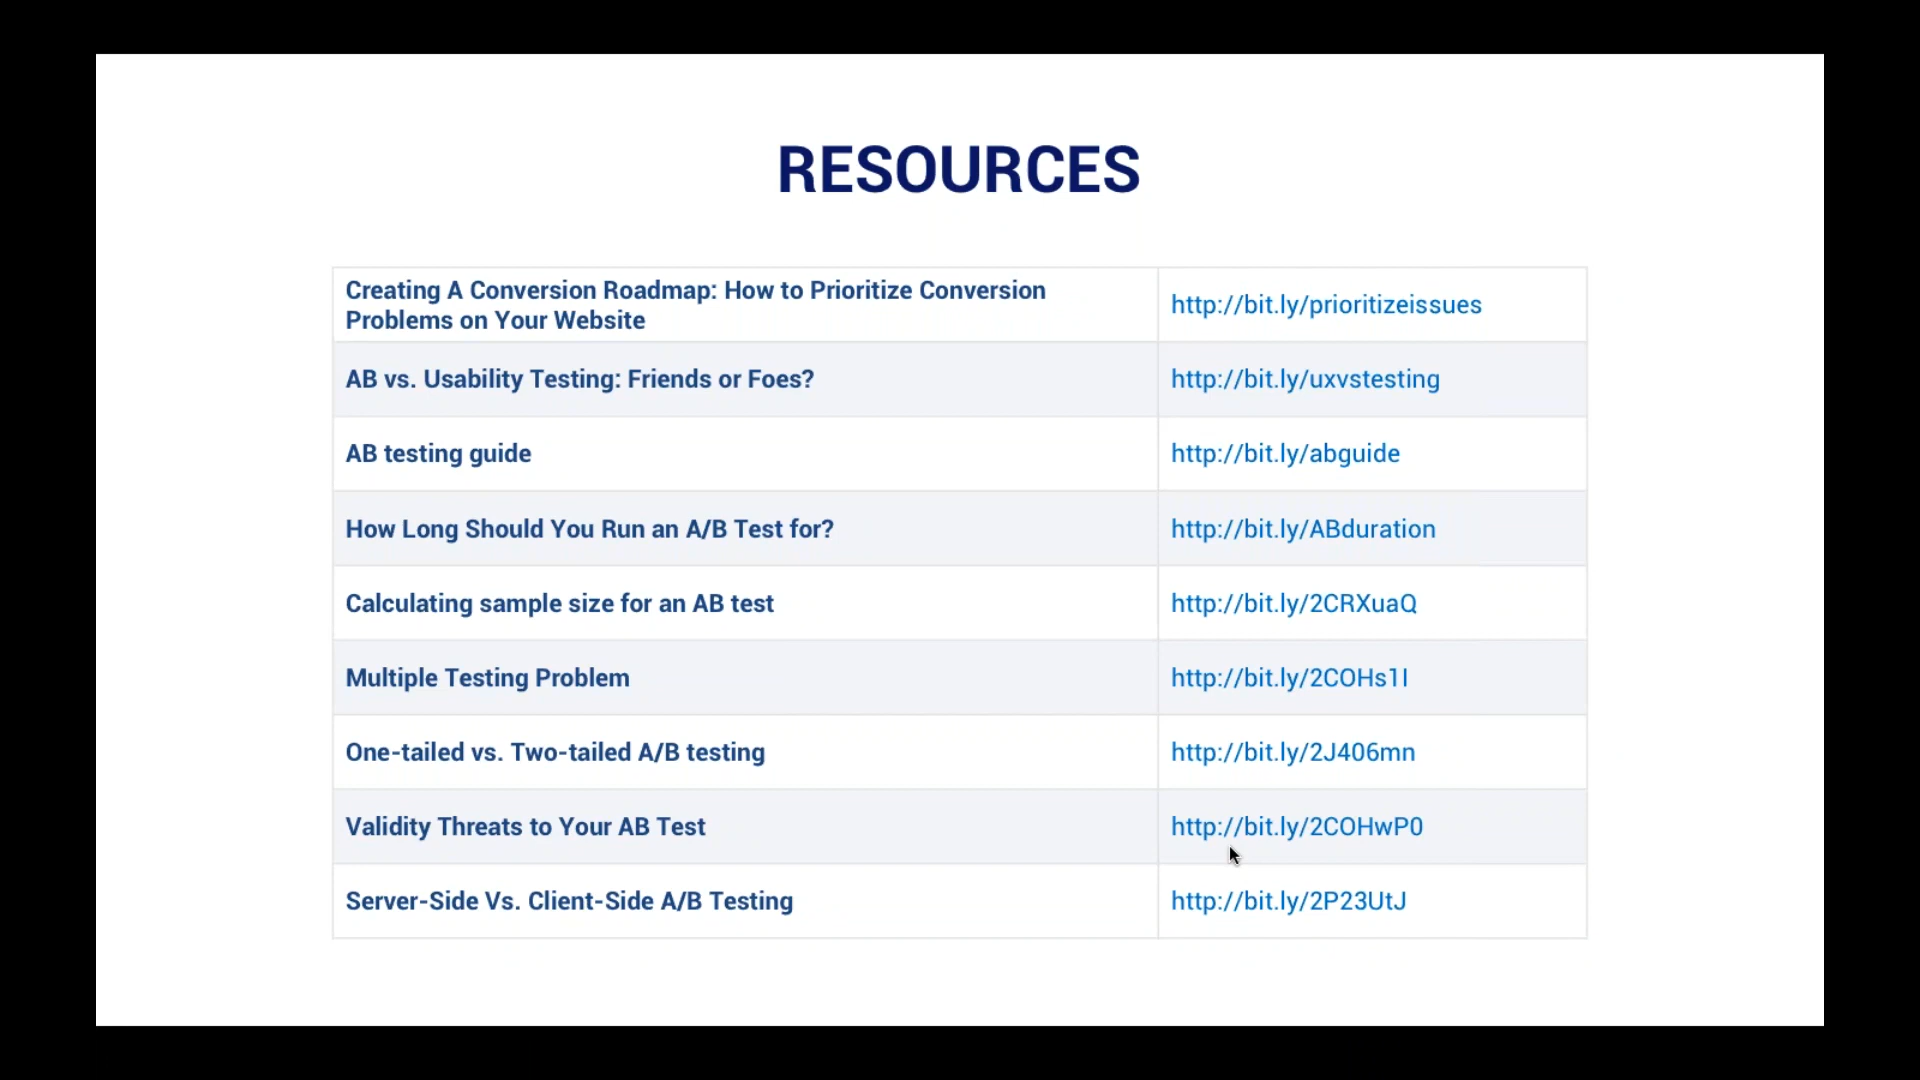 RESOURCES
Creating A Conversion Roadmap: How to Prioritize Conversion
Problems on Your Website
http://bit.ly/prioritizeissues
AB vs. Usability Testing: Friends or Foes?
http://bit.ly/uxvstesting
AB testing guide
http://bit.ly/abguide
How Long Should You Run an A/B Test for?
http://bit.ly/ABduration
Calculating sample size for an AB test
http://bit.ly/2CRXuaQ
Multiple Testing Problem
http://bit.ly/2COHs1I
One-tailed vs. Two-tailed A/B testing
http://bit.ly/2J406mn
Validity Threats to Your AB Test
http://bit.ly/2COHwP0
Server-Side Vs. Client-Side A/B Testing
http://bit.ly/2P23UtJ